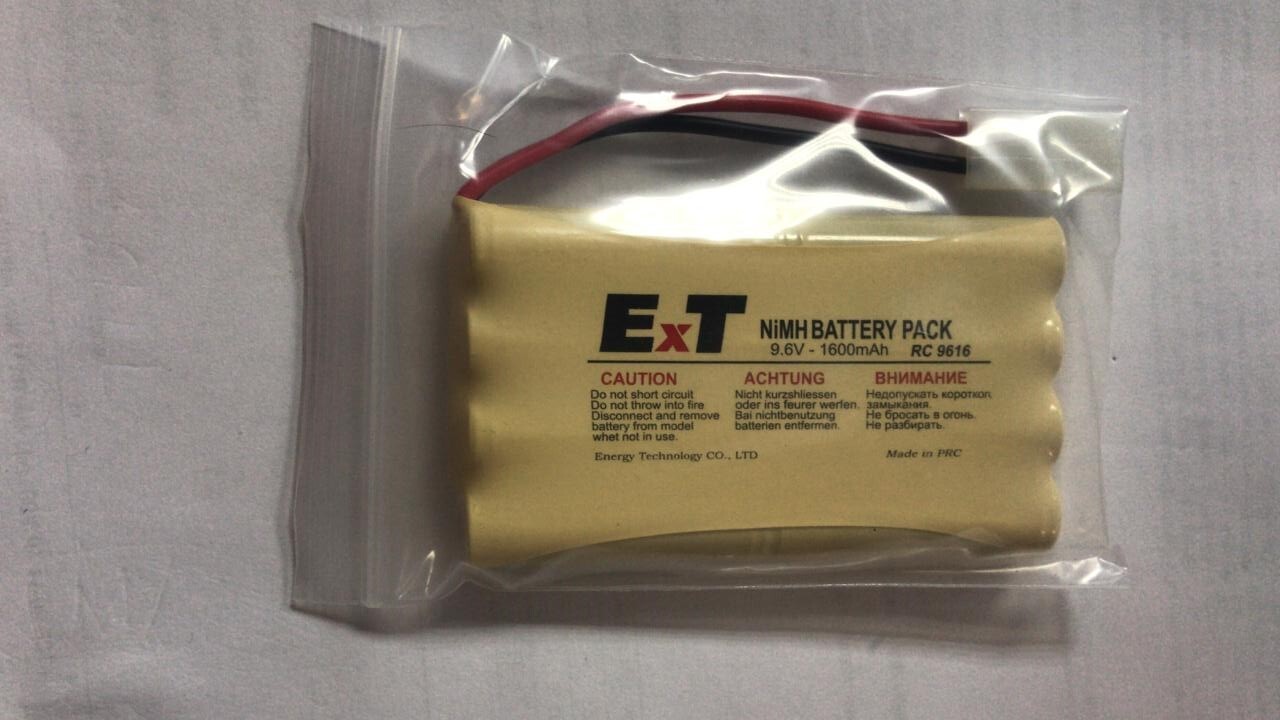 ExT NiMH BATTERY PACK
9.6V - 1600mAh RC 9616
CAUTION
Do not short circuit
Do not throw into fire
Disconnect and remove
battery from model
whet not in use.
ACHTUNG
Nicht kurzshliessen
oder ins feurer werfen.
Bai nichtbenutzung
batterien entfermen.
ВНИМАНИЕ
Недопускать короткоп
замыкания.
Не бросать в огонь.
Не разбирать.
Energy Technology CO., LTD
Made in PRC